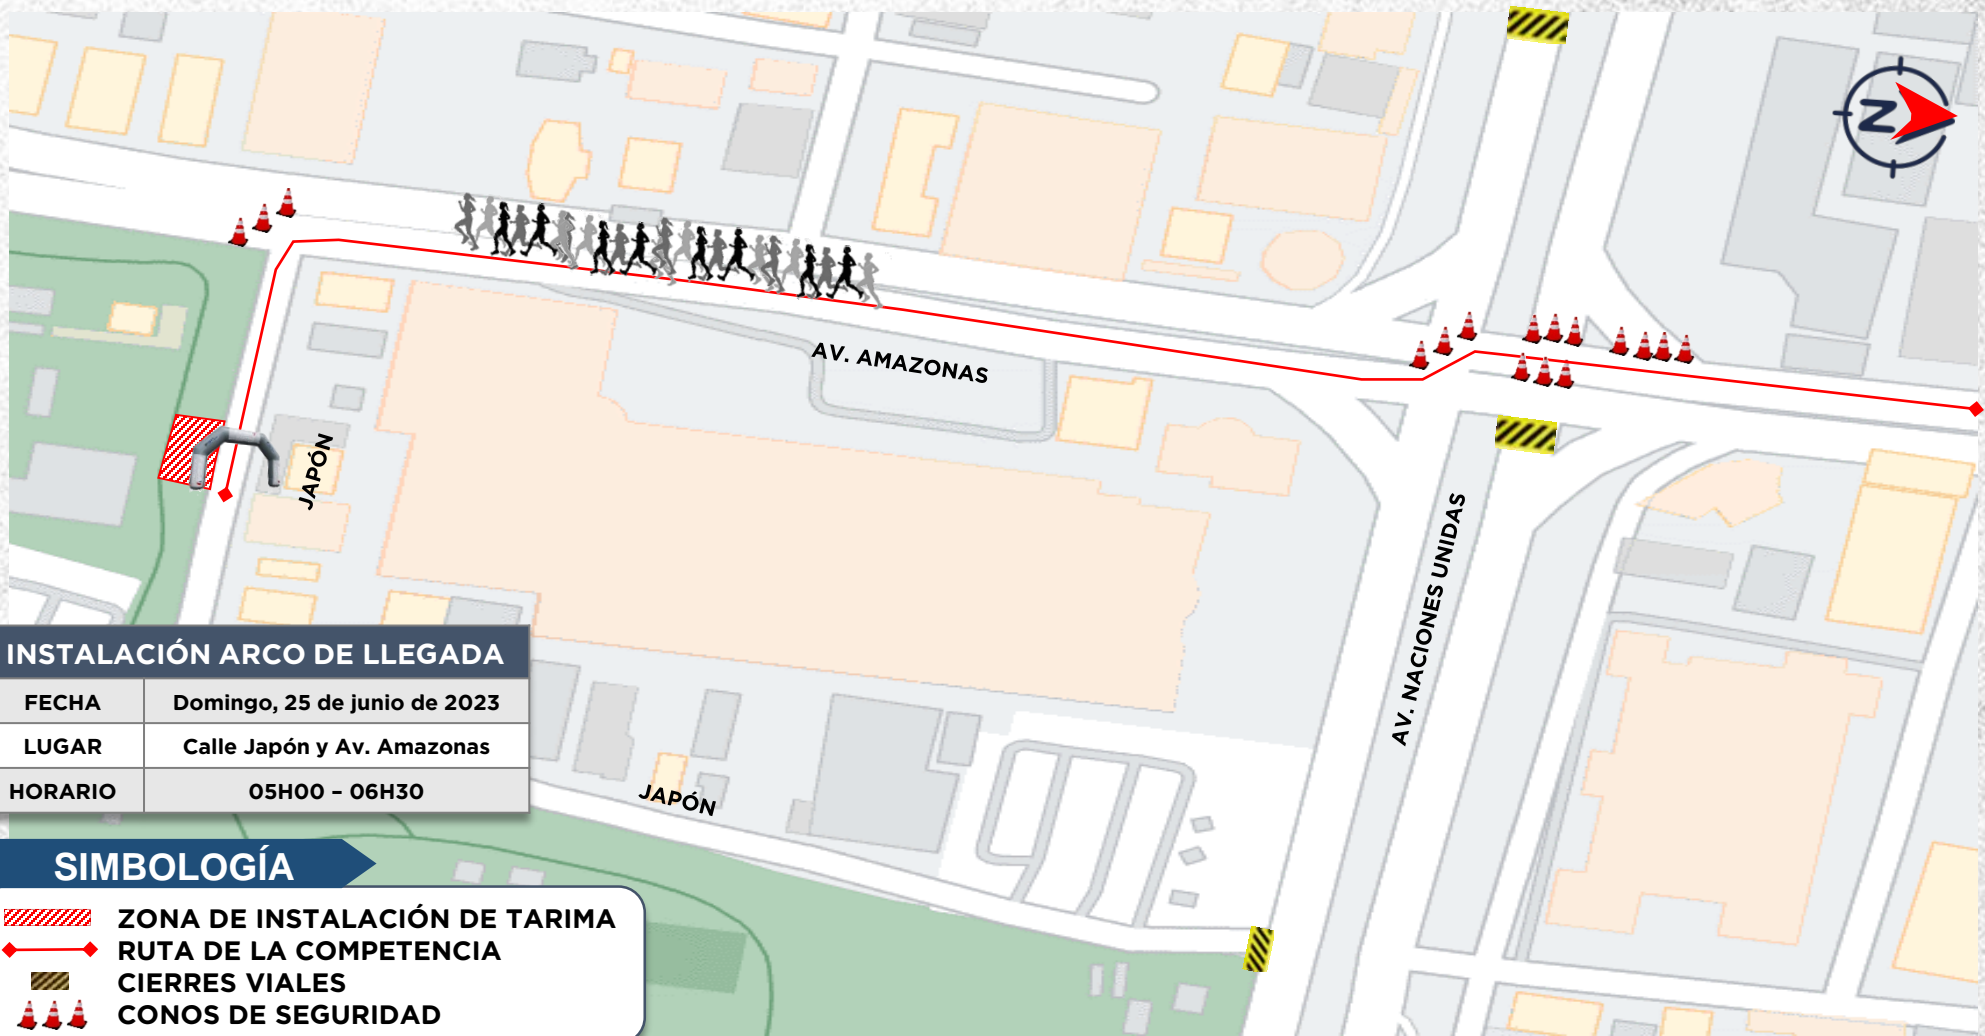 Z
AV. AMAZONAS
JAPÓN
AV. NACIONES UNIDAS
INSTALACIÓN ARCO DE LLEGADA
FECHA Domingo, 25 de junio de 2023
LUGAR Calle Japón y Av. Amazonas
HORARIO 05H00 – 06H30
JAPÓN
SIMBOLOGÍA
ZONA DE INSTALACIÓN DE TARIMA
RUTA DE LA COMPETENCIA
CIERRES VIALES
CONOS DE SEGURIDAD